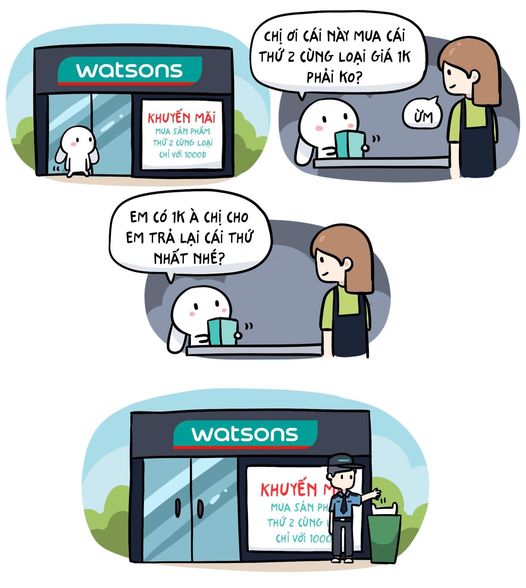 watsons
KHUYẾN MÃI
MUA SẢN PHẨM
THỨ 2 CÙNG LOẠI
CHỈ VỚI 1000Đ
CHỊ ƠI CÁI NÀY MUA CÁI
THỨ 2 CÙNG LOẠI GIÁ 1K
PHẢI KO?
ỪM
EM CÓ 1K À CHỊ CHO
EM TRẢ LẠI CÁI THỨ
NHẤT NHÉ?
watsons
KHUYẾN MÃ
MUA SẢN PH
THỨ 2 CÙNG L
CHỈ VỚI 1000